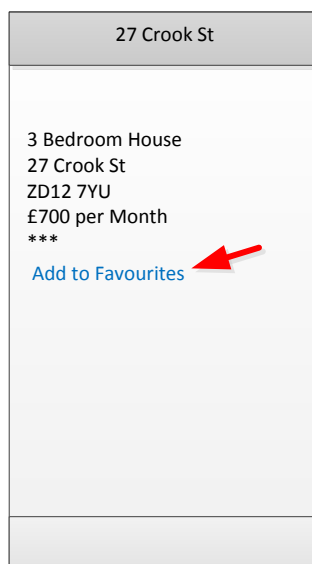 27 Crook St
3 Bedroom House
27 Crook St
ZD12 7YU
£700 per Month
***
Add to Favourites